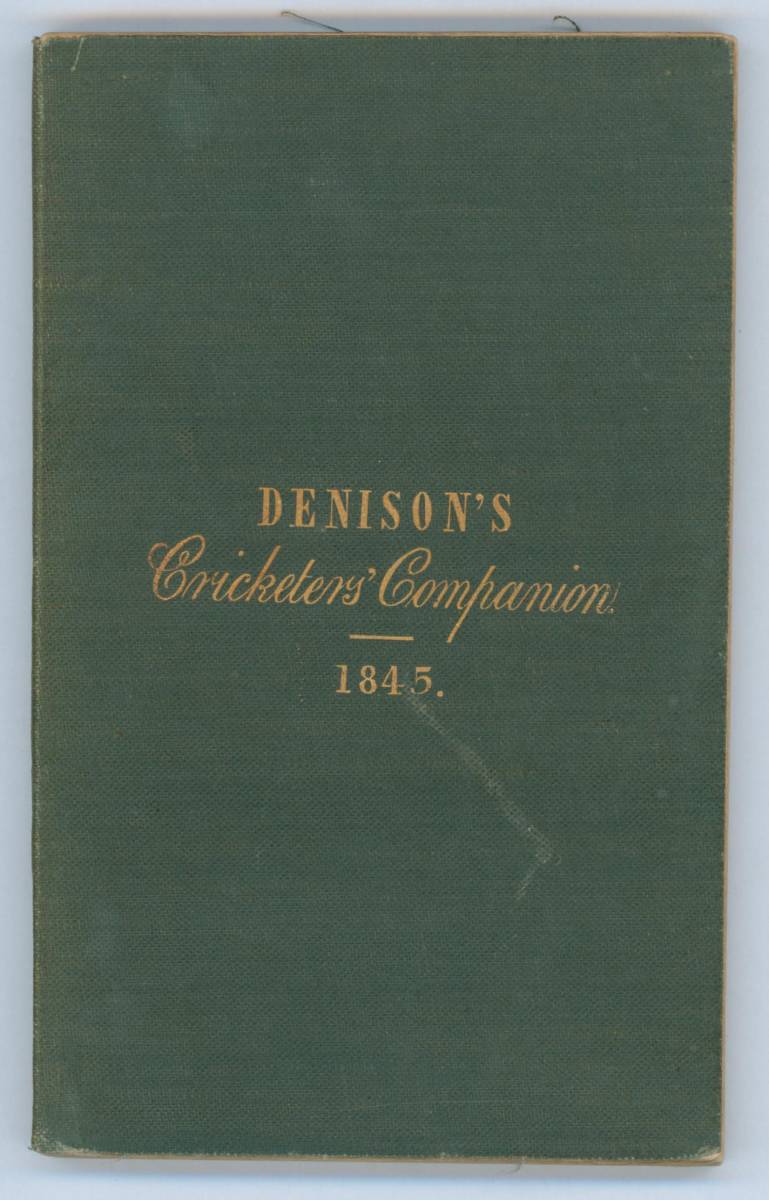 DENISON'S
Cricketers' Companion.
1845.